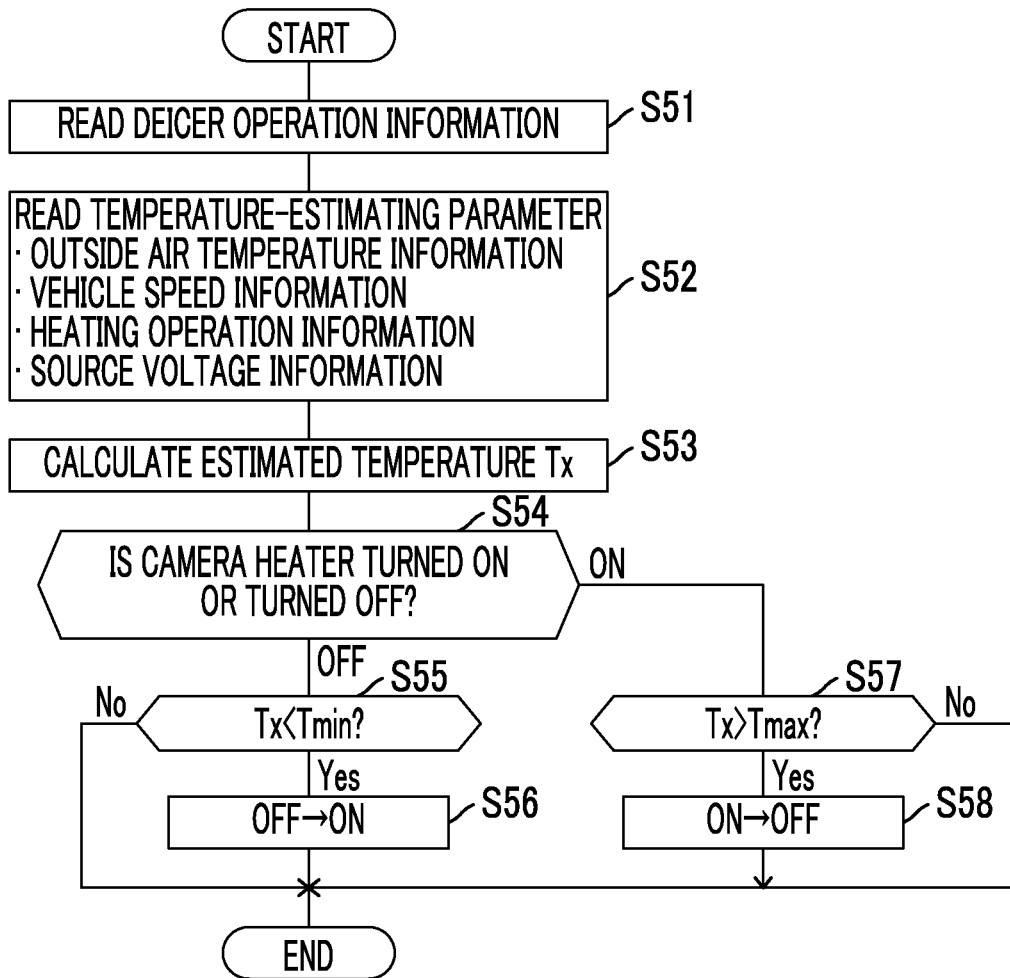 START
READ DEICER OPERATION INFORMATION
S51
READ TEMPERATURE-ESTIMATING PARAMETER
· OUTSIDE AIR TEMPERATURE INFORMATION
· VEHICLE SPEED INFORMATION
· HEATING OPERATION INFORMATION
· SOURCE VOLTAGE INFORMATION
S52
CALCULATE ESTIMATED TEMPERATURE Tx
S53
S54
IS CAMERA HEATER TURNED ON
OR TURNED OFF?
ON
OFF
S55
No
Tx<Tmin?
Yes
OFF→ON
S56
S57
Tx>Tmax?
No
Yes
ON→OFF
S58
END